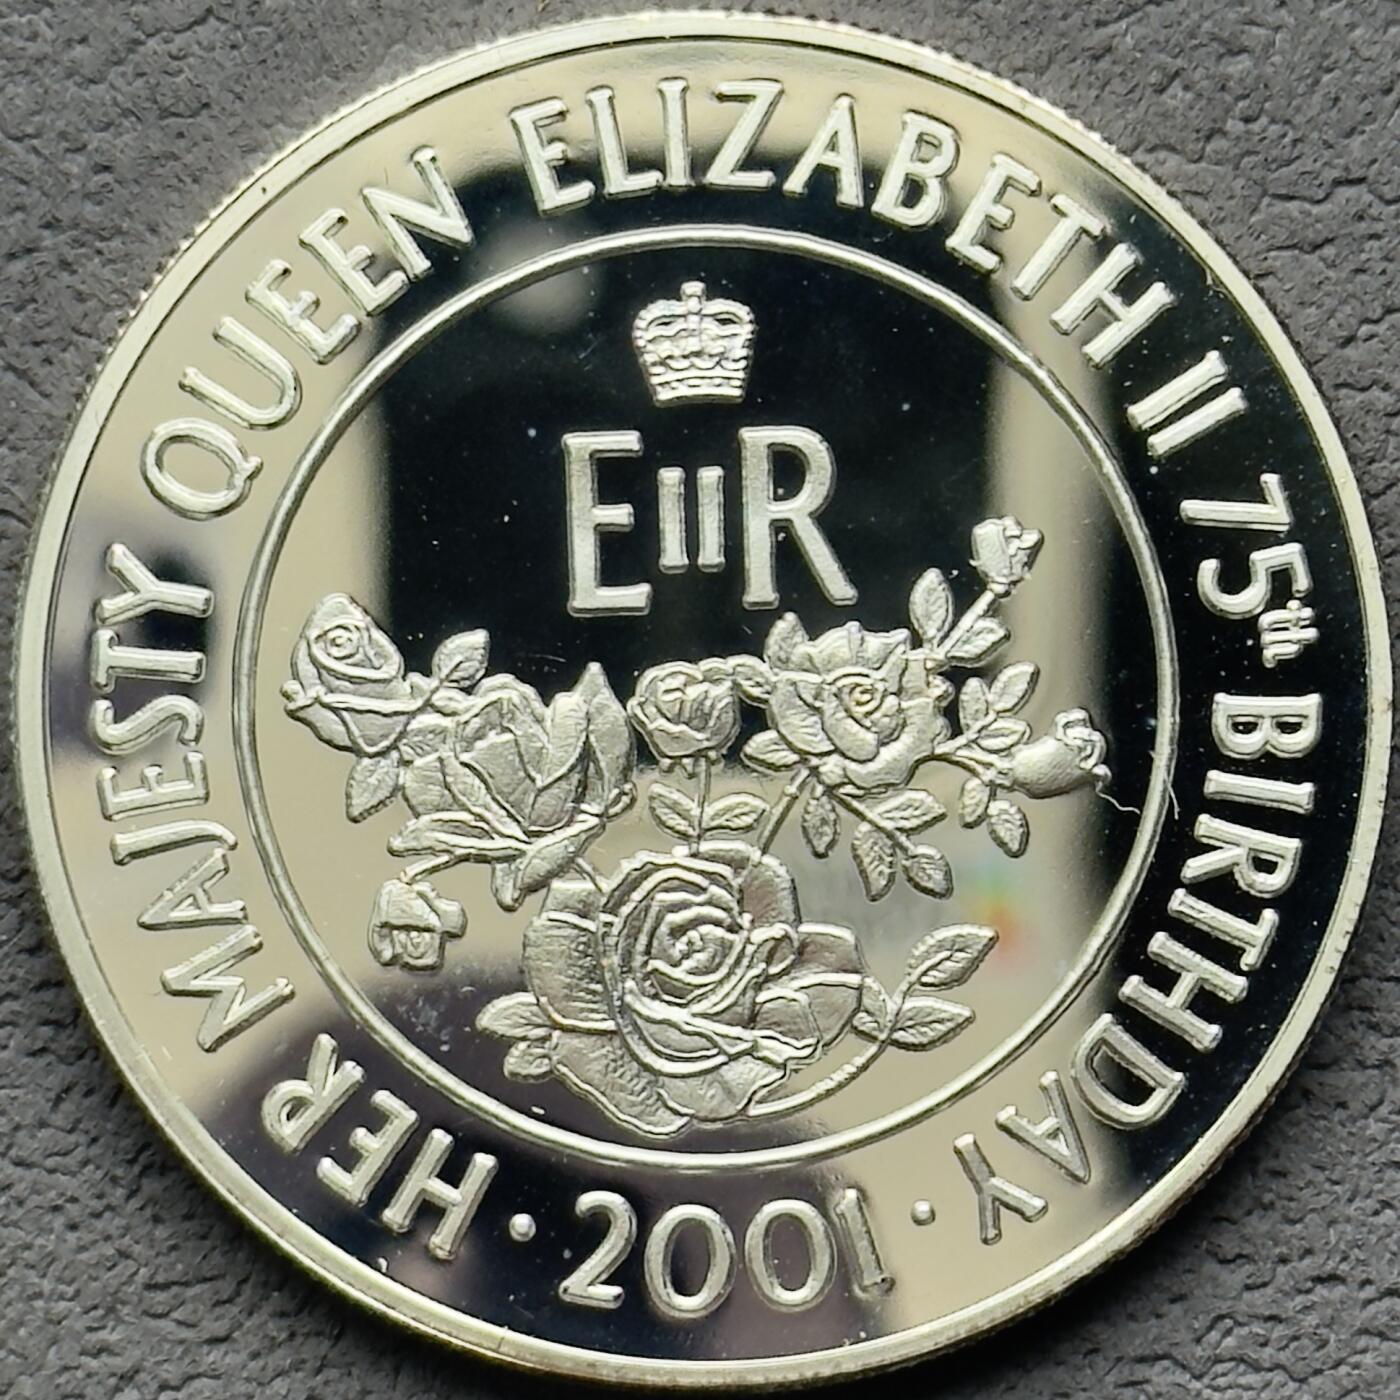 HER MAJESTY QUEEN ELIZABETH II 75th BIRTHDAY
· 2001 ·
EIIR